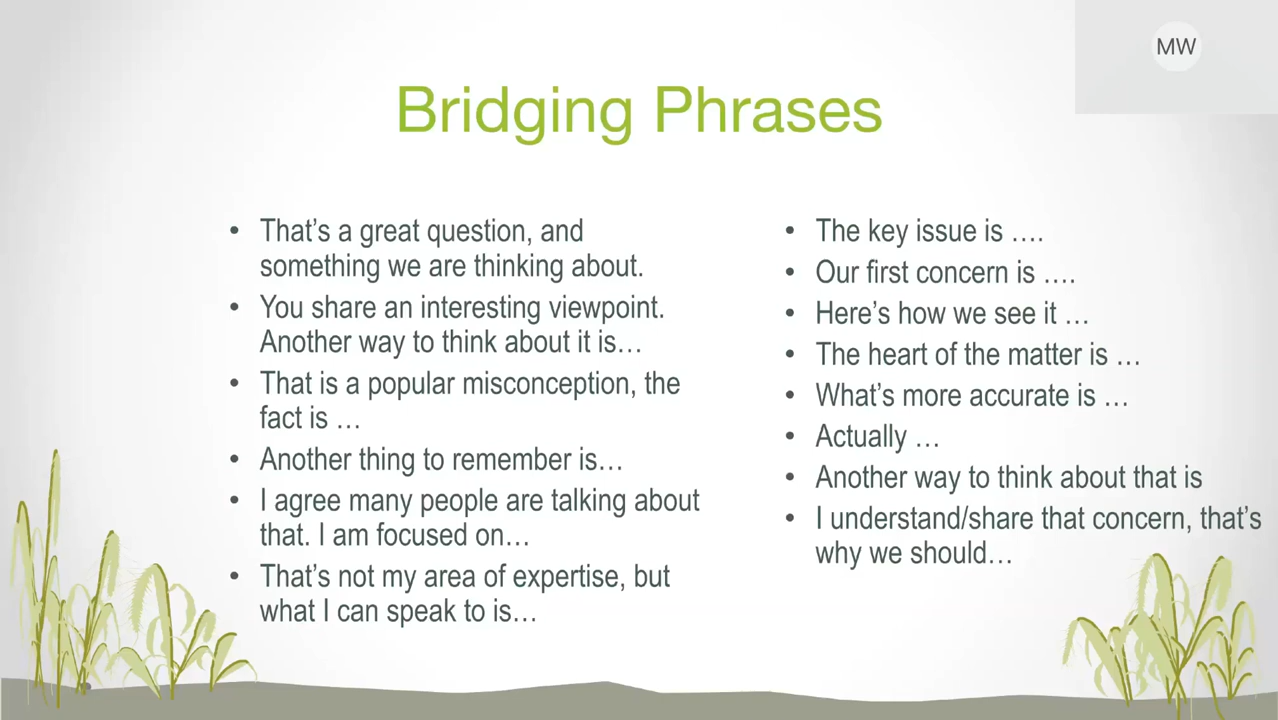 MW
Bridging Phrases
• That’s a great question, and
something we are thinking about.
• You share an interesting viewpoint.
Another way to think about it is…
• That is a popular misconception, the
fact is …
• Another thing to remember is…
• I agree many people are talking about
that. I am focused on…
• That’s not my area of expertise, but
what I can speak to is…
• The key issue is ….
• Our first concern is ….
• Here’s how we see it …
• The heart of the matter is …
• What’s more accurate is …
• Actually …
• Another way to think about that is
• I understand/share that concern, that’s
why we should…